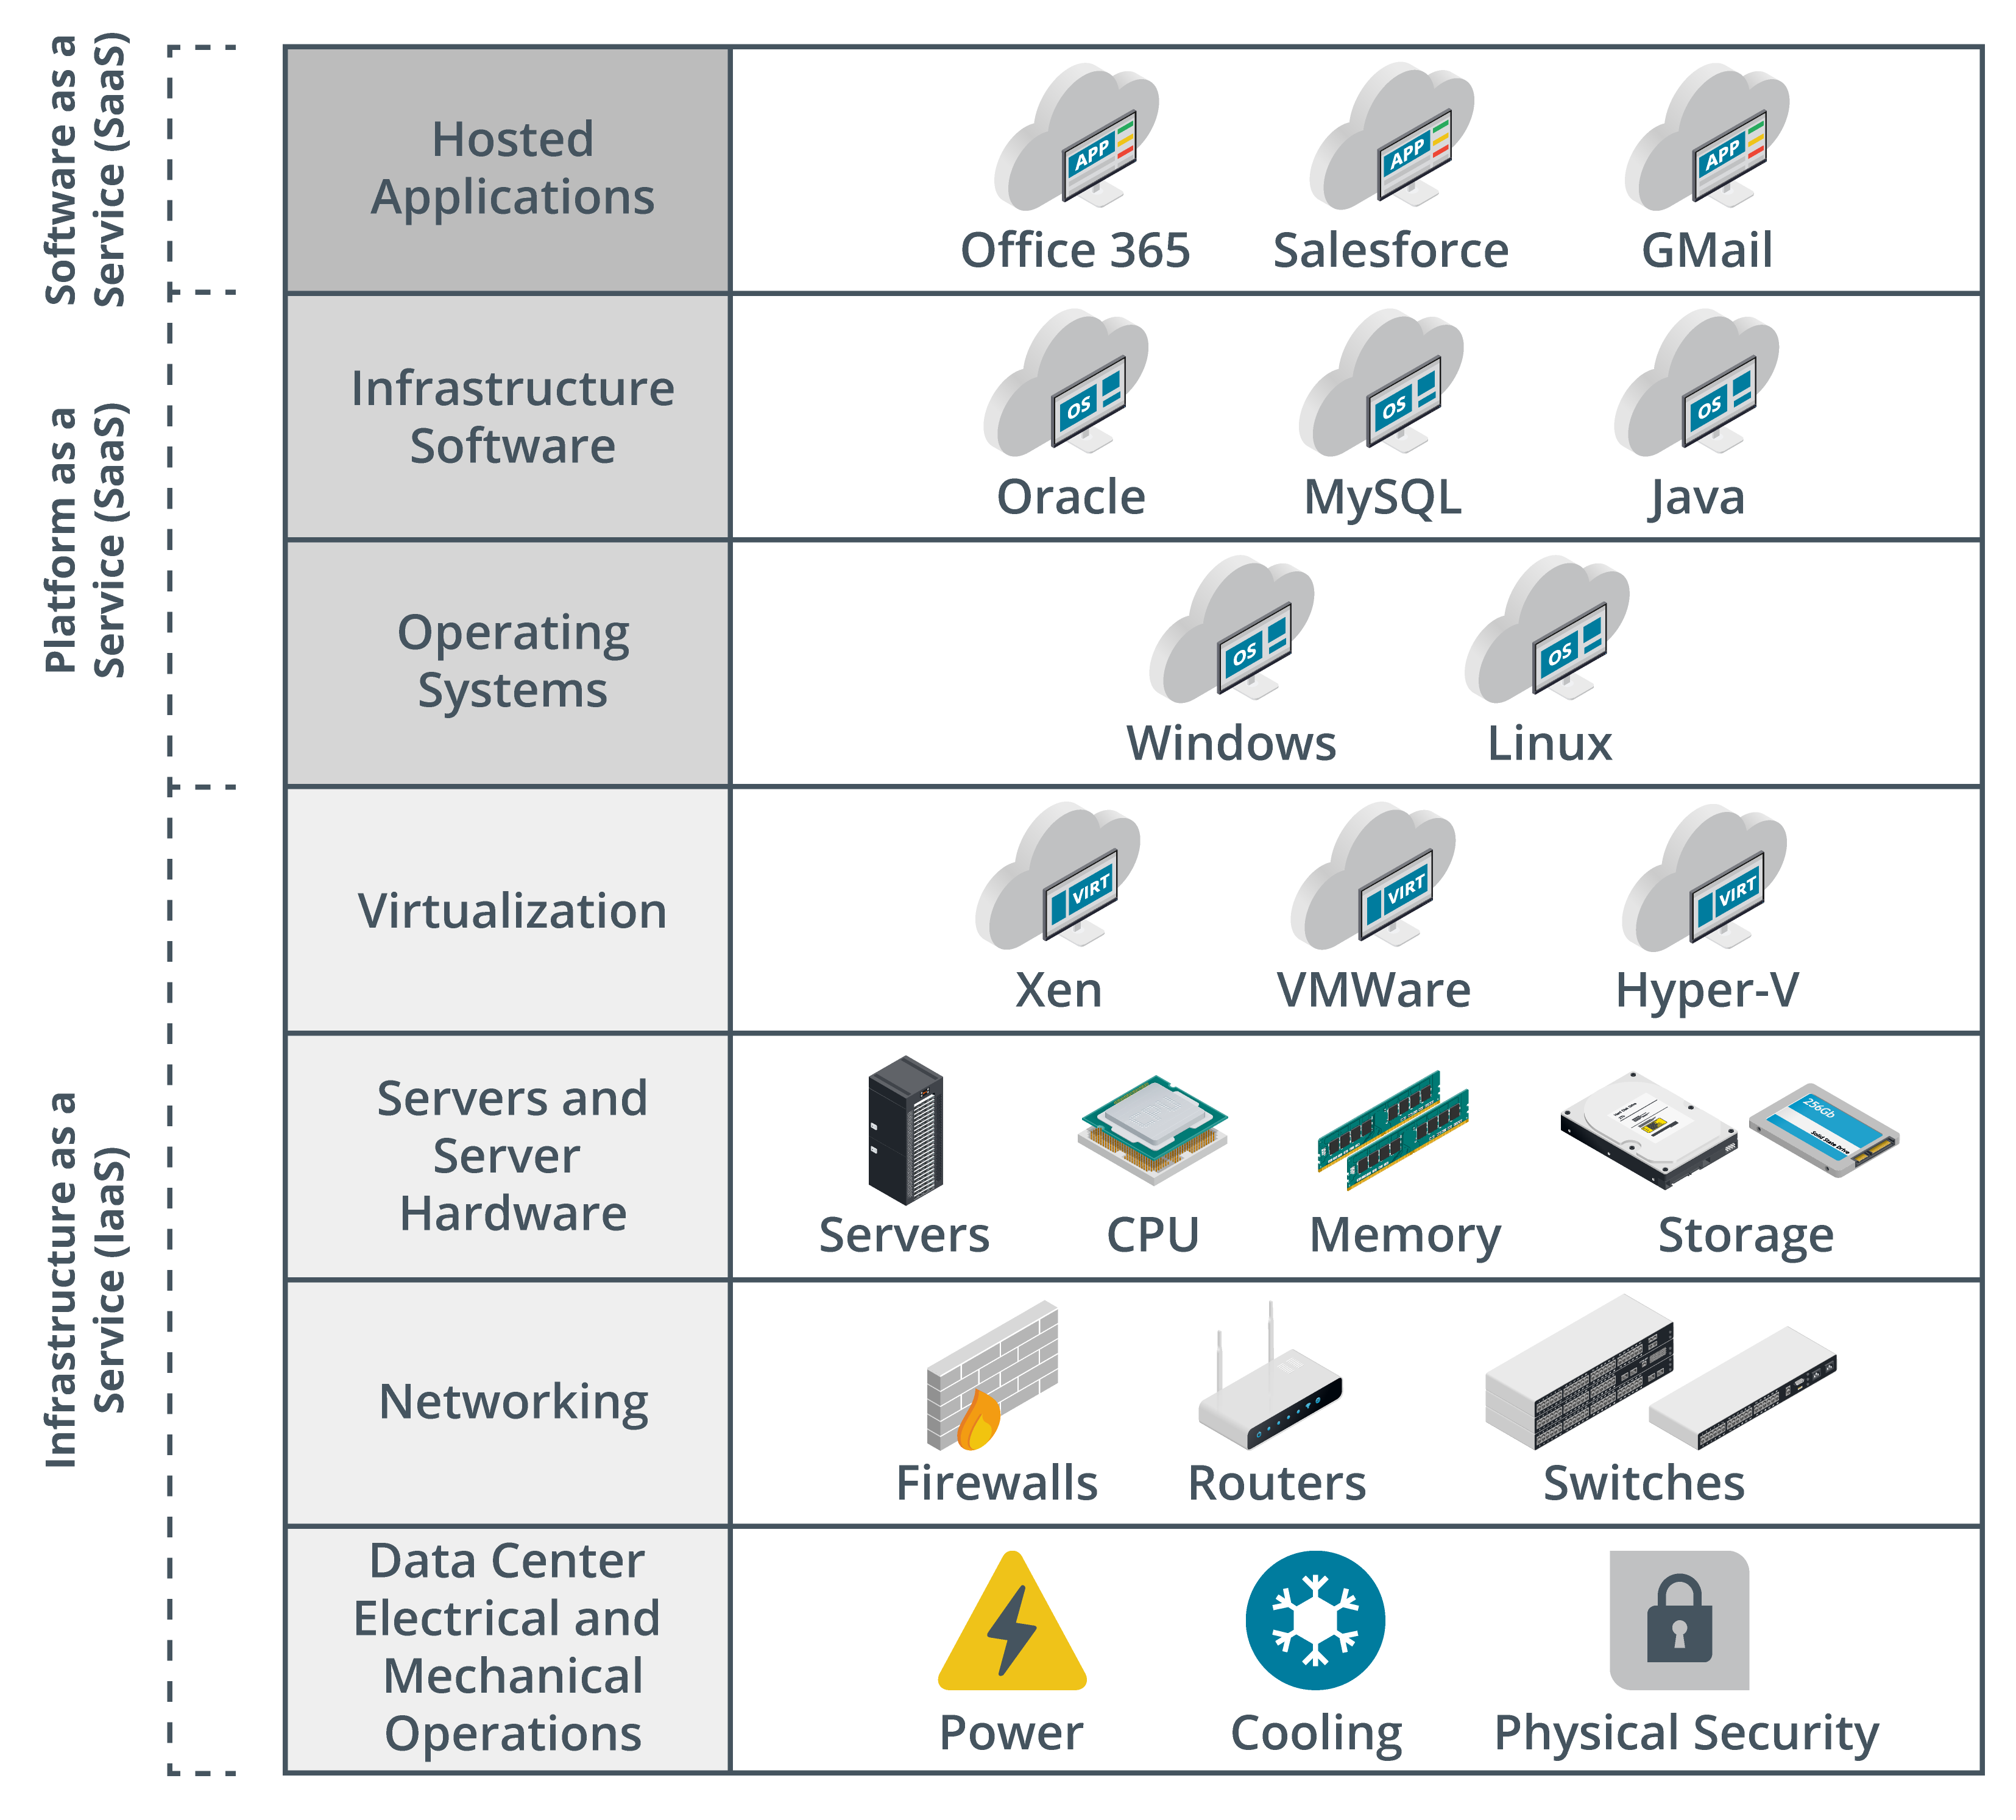 Software as a
Service (SaaS)
Hosted
Applications
APP
APP
APP
Office 365
Salesforce
GMail
Platform as a
Service (SaaS)
Infrastructure
Software
OS
OS
OS
Oracle
MySQL
Java
Operating
Systems
OS
OS
Windows
Linux
Infrastructure as a
Service (IaaS)
Virtualization
VIRT
VIRT
VIRT
Xen
VMWare
Hyper-V
Servers and
Server
Hardware
256Gb
Solid State Drive
Servers
CPU
Memory
Storage
Networking
Firewalls
Routers
Switches
Data Center
Electrical and
Mechanical
Operations
Power
Cooling
Physical Security